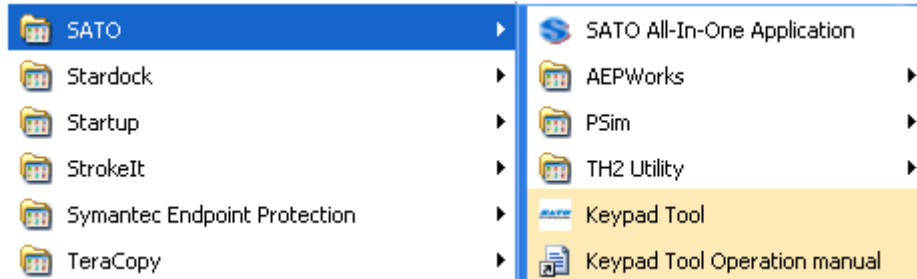 SATO
Stardock
Startup
StrokeIt
Symantec Endpoint Protection
TeraCopy
SATO All-In-One Application
AEPWorks
PSim
TH2 Utility
Keypad Tool
Keypad Tool Operation manual